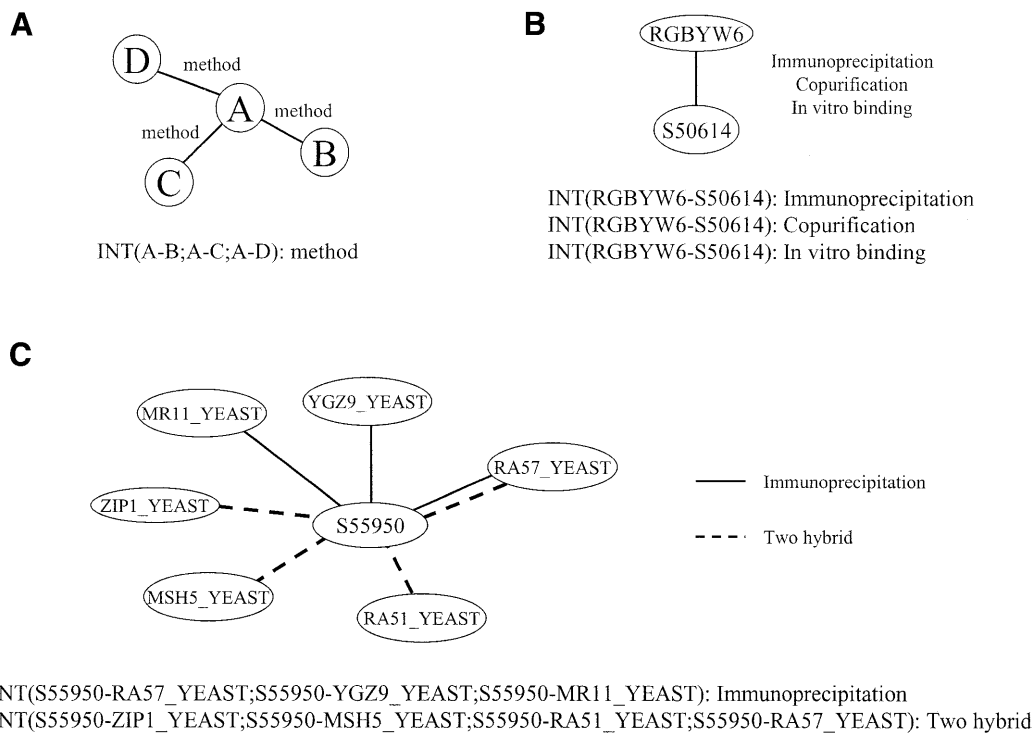 A
D
method
A
method
method
B
C
INT(A-B;A-C;A-D): method
B
RGBYW6
Immunoprecipitation
Copurification
In vitro binding
S50614
INT(RGBYW6-S50614): Immunoprecipitation
INT(RGBYW6-S50614): Copurification
INT(RGBYW6-S50614): In vitro binding
C
MR11_YEAST
YGZ9_YEAST
RA57_YEAST
ZIP1_YEAST
S55950
MSH5_YEAST
RA51_YEAST
Immunoprecipitation
Two hybrid
NT(S55950-RA57_YEAST;S55950-YGZ9_YEAST;S55950-MR11_YEAST): Immunoprecipitation
NT(S55950-ZIP1_YEAST;S55950-MSH5_YEAST;S55950-RA51_YEAST;S55950-RA57_YEAST): Two hybrid